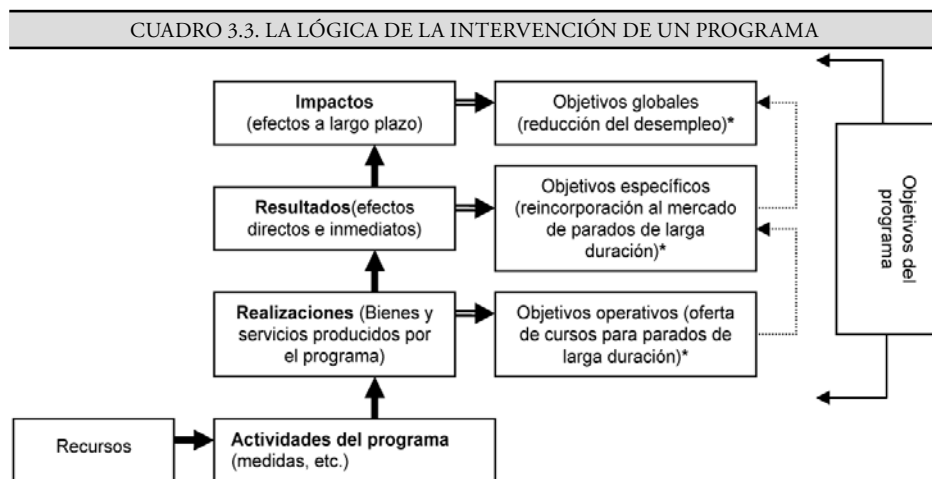 CUADRO 3.3. LA LÓGICA DE LA INTERVENCIÓN DE UN PROGRAMA
Impactos
(efectos a largo plazo)
Objetivos globales
(reducción del desempleo)*
Resultados(efectos
directos e inmediatos)
Objetivos específicos
(reincorporación al mercado
de parados de larga
duración)*
Realizaciones (Bienes y
servicios producidos por
el programa)
Objetivos operativos (oferta
de cursos para parados de
larga duración)*
Recursos
Actividades del programa
(medidas, etc.)
Objetivos del
programa